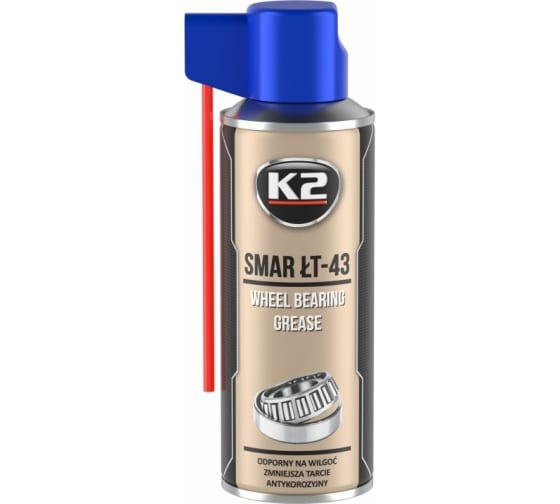 K2
SMAR ŁT-43
WHEEL BEARING
GREASE
ODPORNY NA WILGOĆ
ZMNIEJSZA TARCIE
ANTYKOROZYJNY